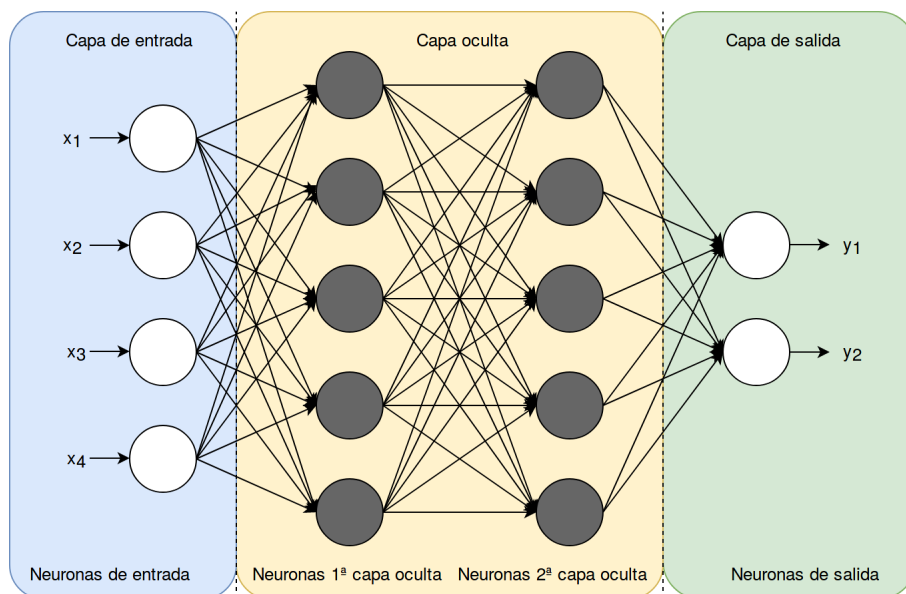 Capa de entrada
Capa oculta
Capa de salida
x1
x2
x3
x4
y1
y2
Neuronas de entrada
Neuronas 1ª capa oculta
Neuronas 2ª capa oculta
Neuronas de salida